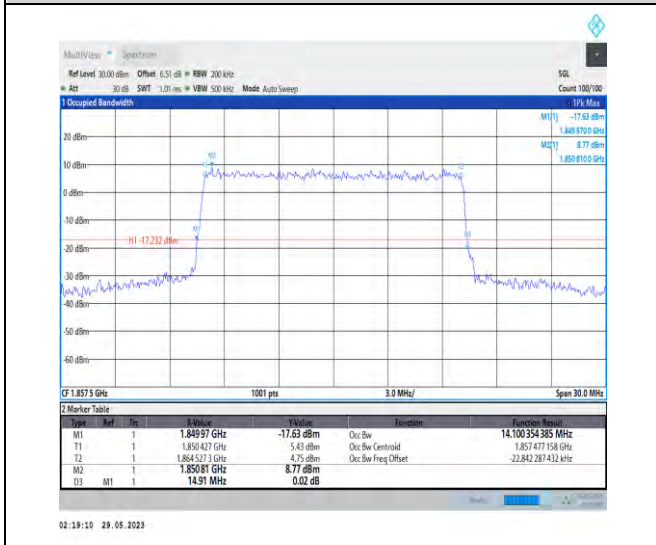 MultiView Spectrum
Ref Level 30.00 dBm Offset 6.51 dB RBW 200 kHz SGL
Att 30 dB SWT 1.01 ms VBW 500 kHz Mode Auto Sweep Count 100/100
1 Occupied Bandwidth 1Pk Max
M1[1] -17.63 dBm
1.849 970 0 GHz
M2[1] 8.77 dBm
1.850 810 0 GHz
20 dBm
M2
10 dBm
0 dBm
-10 dBm
H1 -17.232 dBm
-20 dBm
-30 dBm
-40 dBm
-50 dBm
-60 dBm
CF 1.857 5 GHz 1001 pts 3.0 MHz/ Span 30.0 MHz
2 Marker Table
Type Ref Trc X-Value Y-Value Function Function Result
M1 1 1.849 97 GHz -17.63 dBm Occ Bw 14.100 354 385 MHz
T1 1 1.850 427 GHz 5.43 dBm Occ Bw Centroid 1.857 477 158 GHz
T2 1 1.864 527 3 GHz 4.75 dBm Occ Bw Freq Offset -22.842 287 432 kHz
M2 1 1.850 81 GHz 8.77 dBm
D3 M1 1 14.91 MHz 0.02 dB
02:19:10 29.05.2023